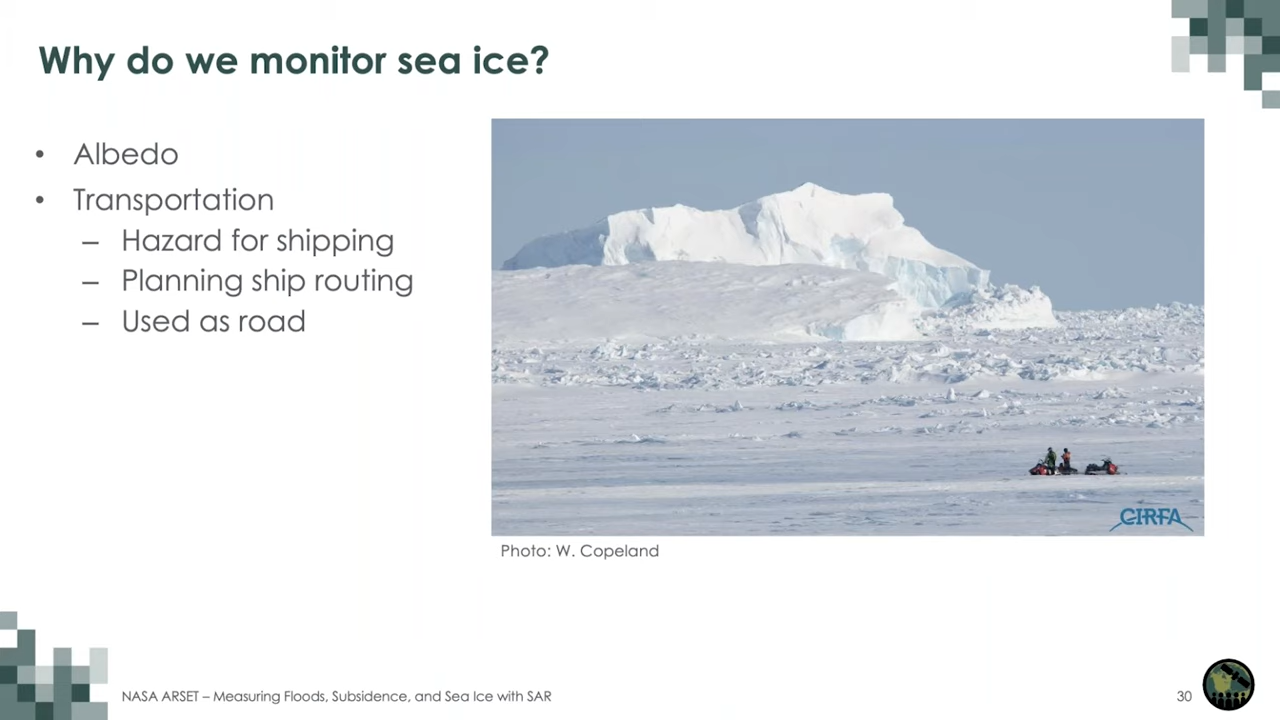 Why do we monitor sea ice?
• Albedo
• Transportation
– Hazard for shipping
– Planning ship routing
– Used as road
CIRFA
Photo: W. Copeland
NASA ARSET – Measuring Floods, Subsidence, and Sea Ice with SAR
30